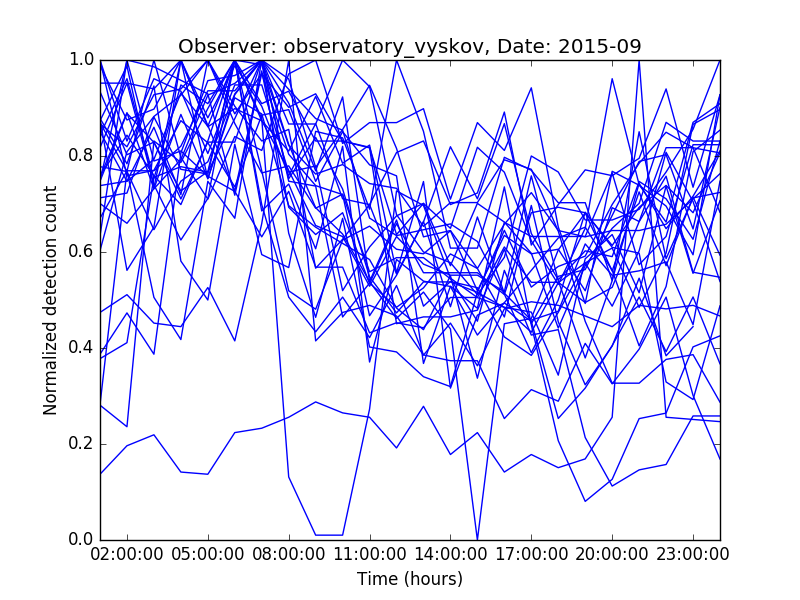 Observer: observatory_vyskov, Date: 2015-09
1.0
0.8
0.6
0.4
0.2
0.0
Normalized detection count
02:00:00 05:00:00 08:00:00 11:00:00 14:00:00 17:00:00 20:00:00 23:00:00
Time (hours)